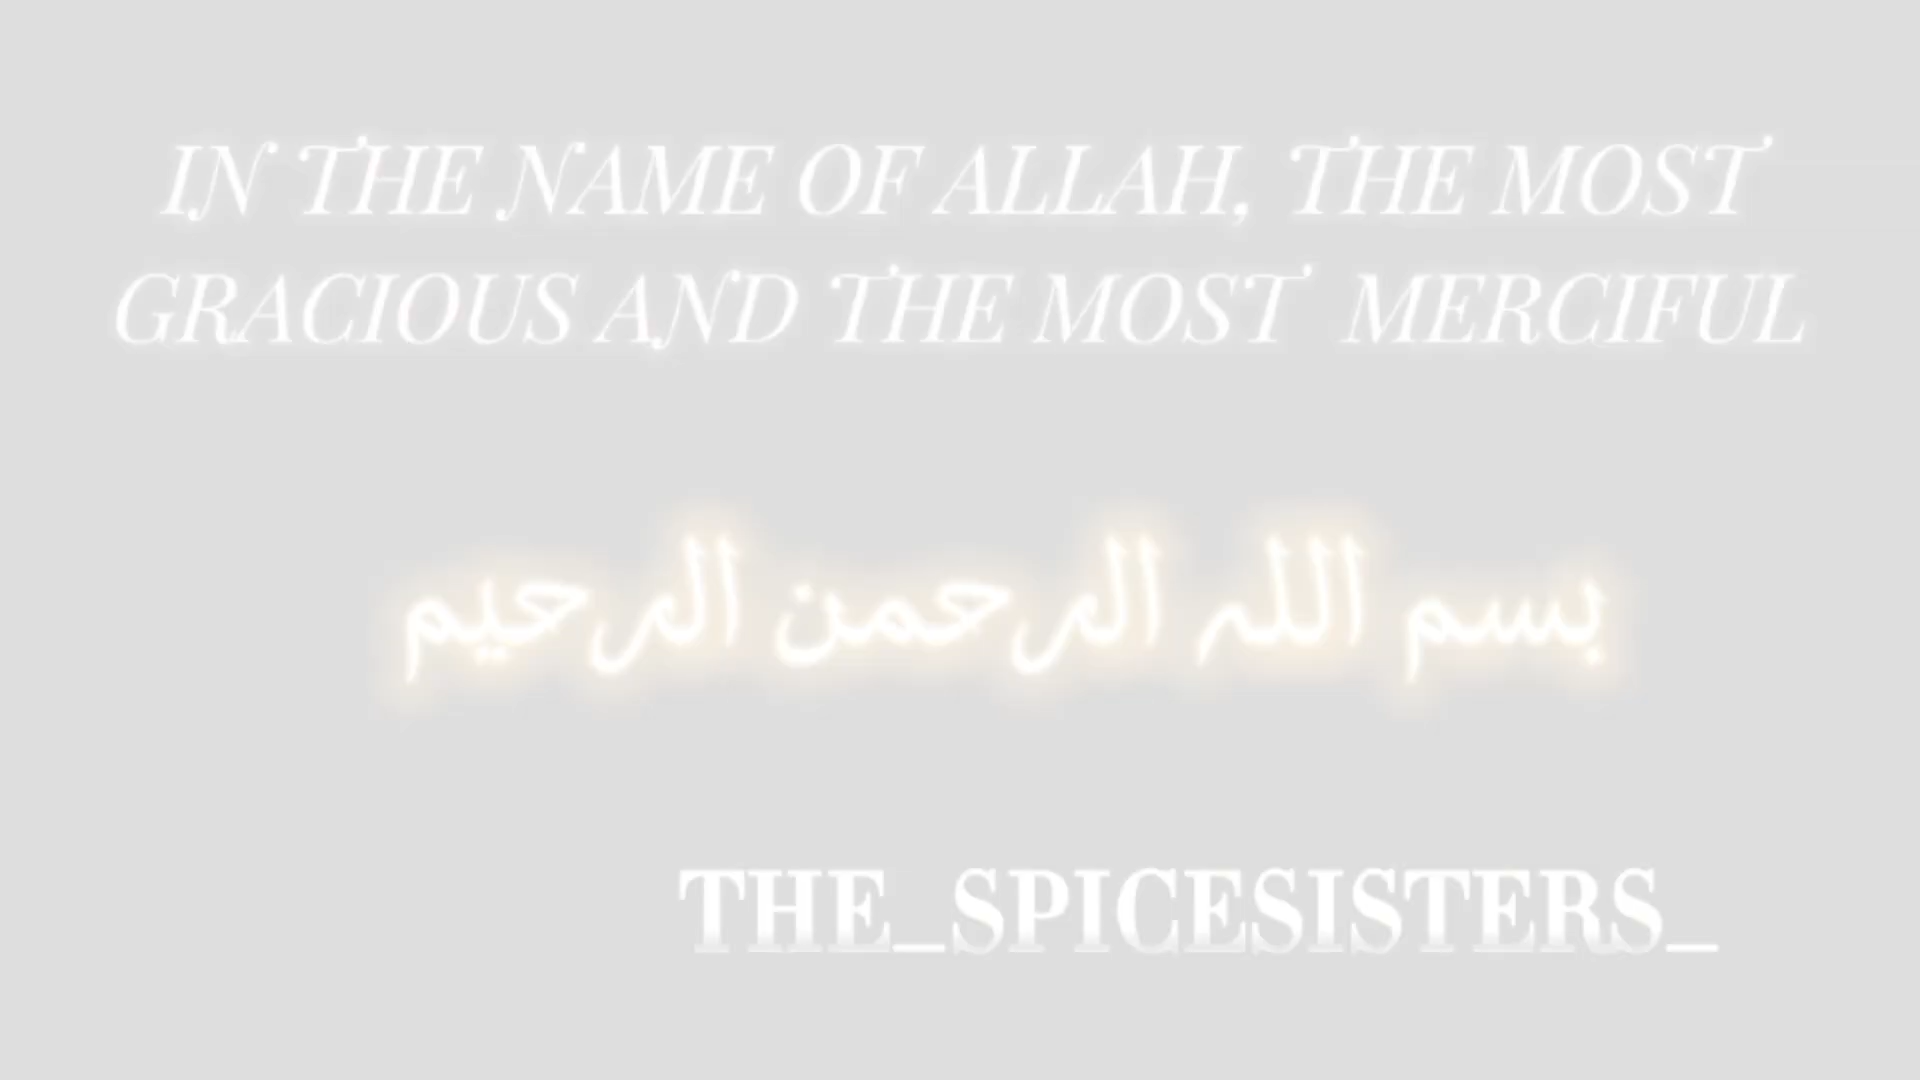 IN THE NAME OF ALLAH, THE MOST
GRACIOUS AND THE MOST MERCIFUL
بسم الله الرحمن الرحيم
THE_SPICESISTERS_